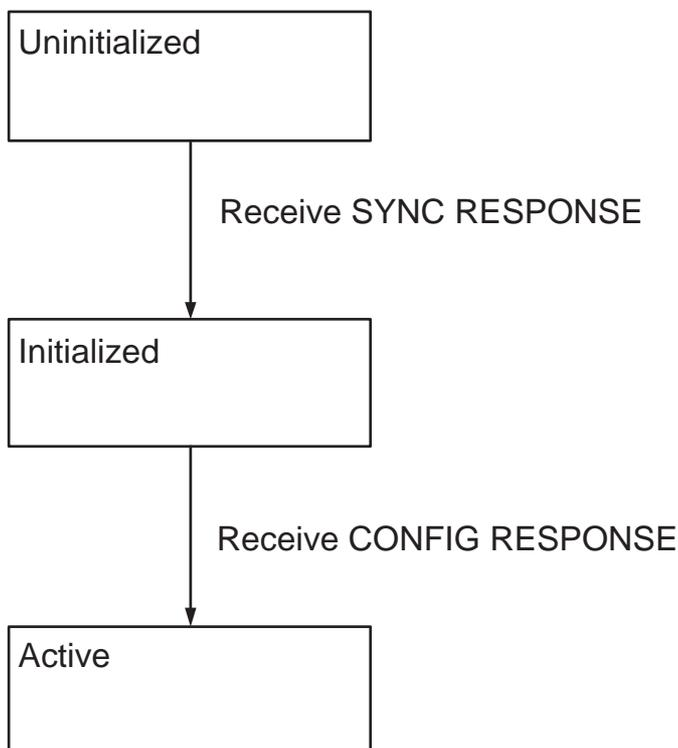 Uninitialized
Receive SYNC RESPONSE
Initialized
Receive CONFIG RESPONSE
Active